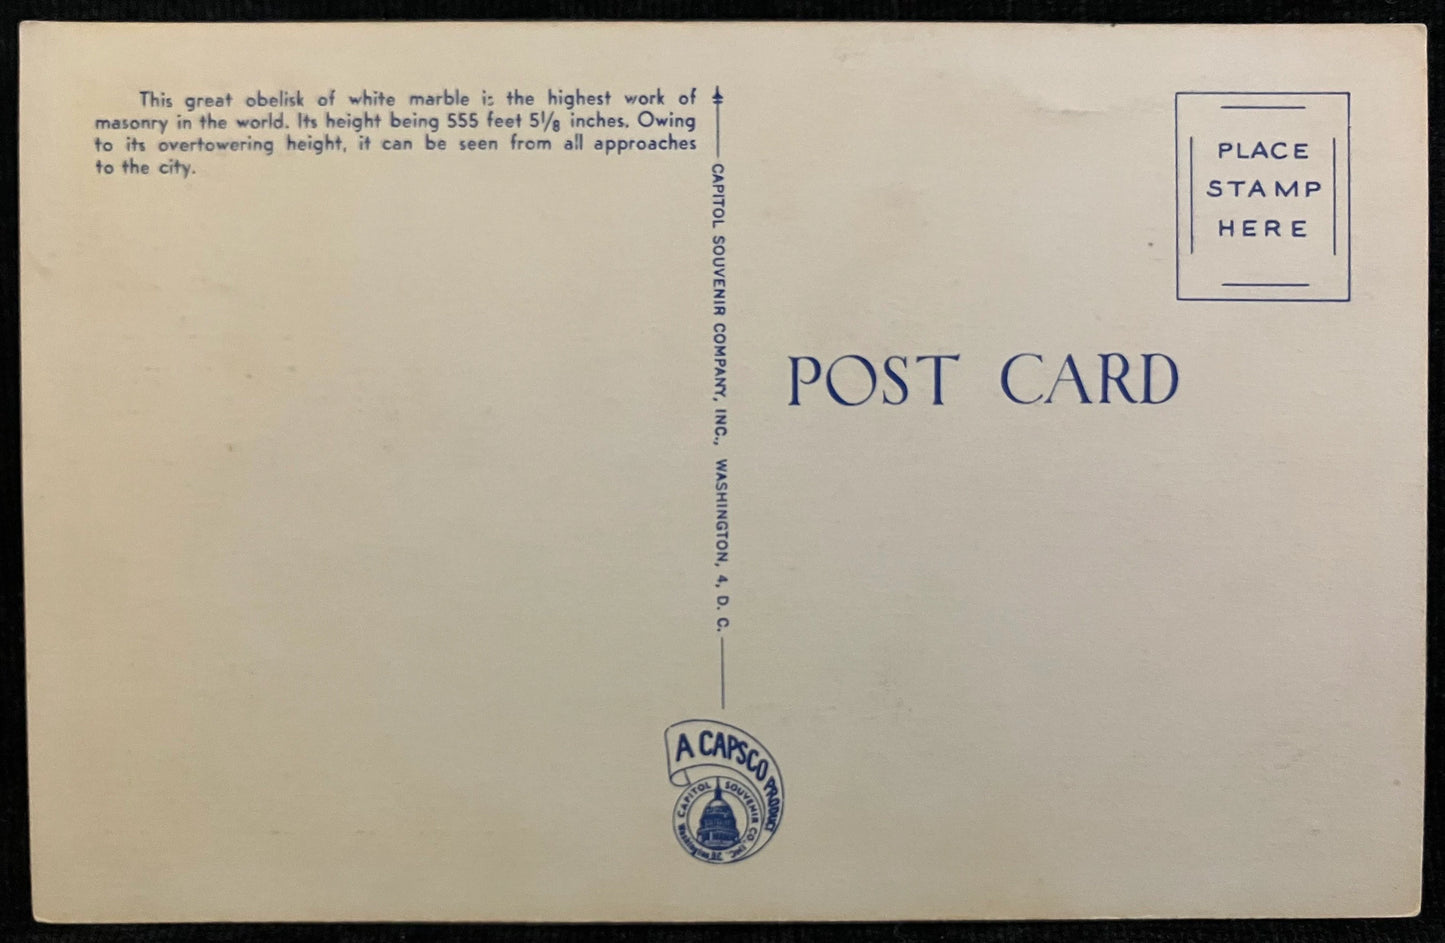 This great obelisk of white marble is the highest work of
masonry in the world. Its height being 555 feet 5⅛ inches. Owing
to its overtowering height, it can be seen from all approaches
to the city.
CAPITOL SOUVENIR COMPANY, INC., WASHINGTON, 4, D. C.
PLACE
STAMP
HERE
POST CARD
A CAPSCO PRODUCT
CAPITOL SOUVENIR CO., INC.
Washington, D.C.